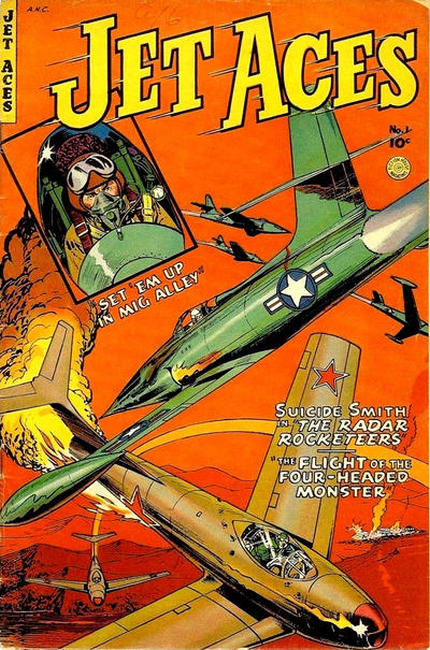 JET ACES
A.N.C.
JET ACES
No. 1
10c
"SET 'EM UP
IN MIG ALLEY"
SUICIDE SMITH
IN "THE RADAR
ROCKETEERS"
"THE FLIGHT OF THE
FOUR-HEADED
MONSTER"